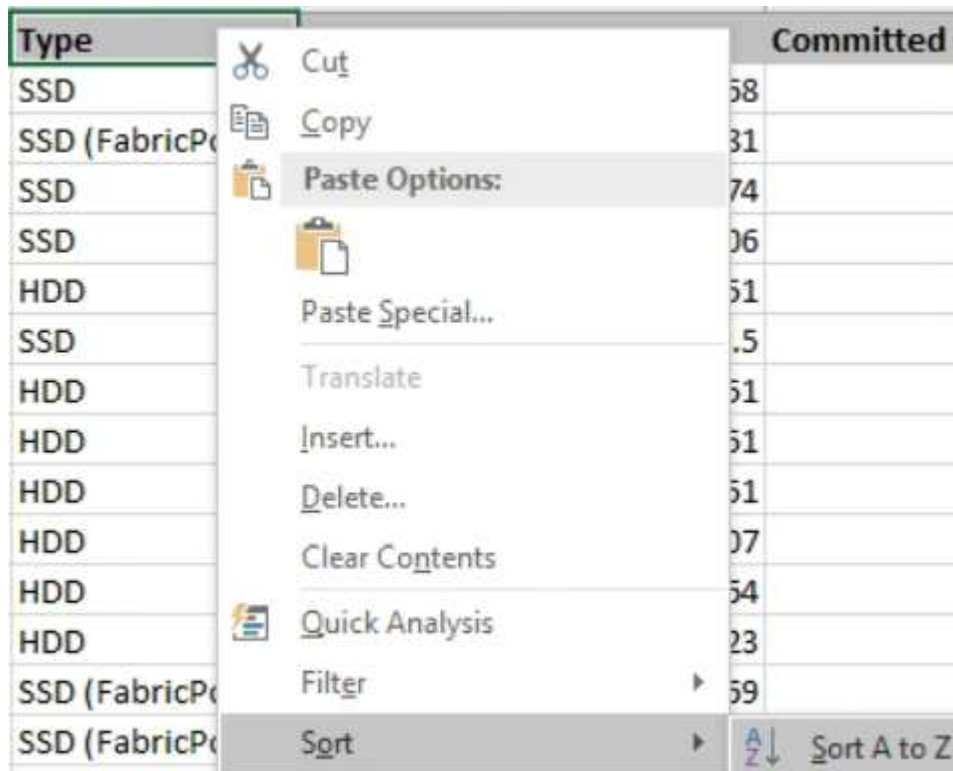 Type Committed
SSD Cut 58
SSD (FabricPo Copy 31
SSD Paste Options: 74
SSD 06
HDD Paste Special... 51
SSD .5
HDD Translate 51
HDD Insert... 51
HDD Delete... 51
HDD Clear Contents 07
HDD 54
HDD Quick Analysis 23
SSD (FabricPo Filter 59
SSD (FabricPo Sort Sort A to Z